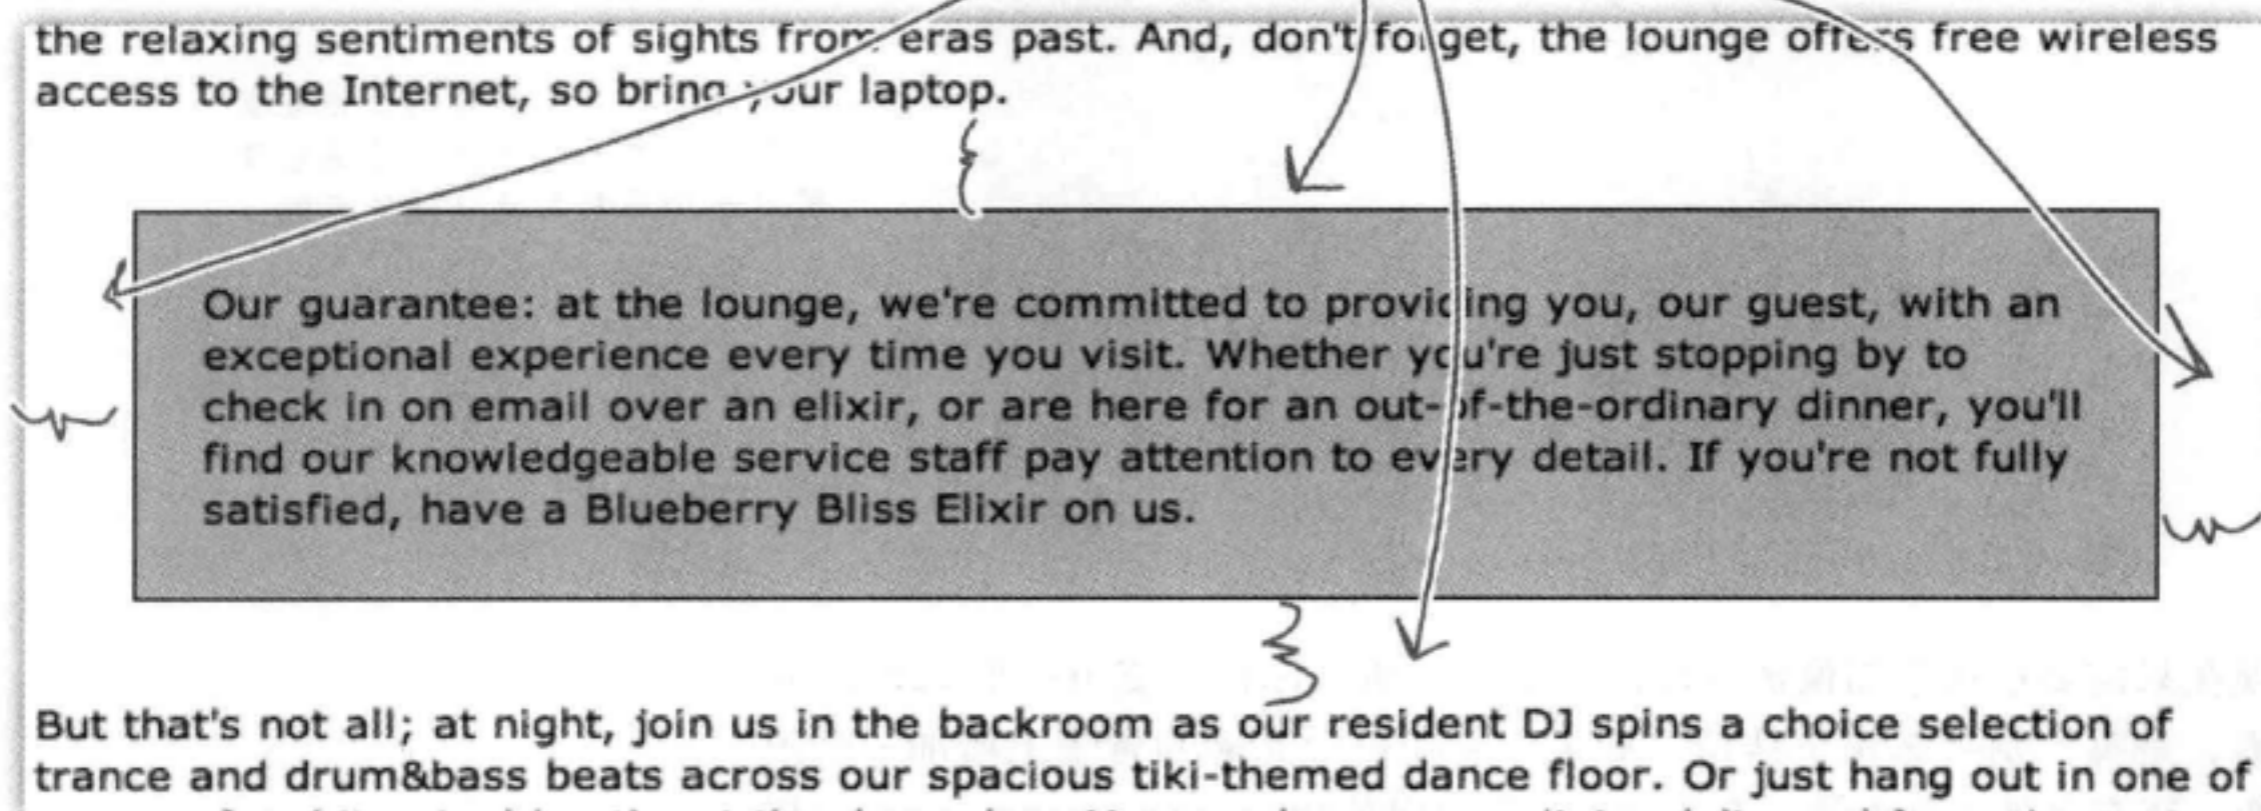 the relaxing sentiments of sights from eras past. And, don't forget, the lounge offers free wireless
access to the Internet, so bring your laptop.
Our guarantee: at the lounge, we're committed to providing you, our guest, with an
exceptional experience every time you visit. Whether you're just stopping by to
check in on email over an elixir, or are here for an out-of-the-ordinary dinner, you'll
find our knowledgeable service staff pay attention to every detail. If you're not fully
satisfied, have a Blueberry Bliss Elixir on us.
But that's not all; at night, join us in the backroom as our resident DJ spins a choice selection of
trance and drum&bass beats across our spacious tiki-themed dance floor. Or just hang out in one of